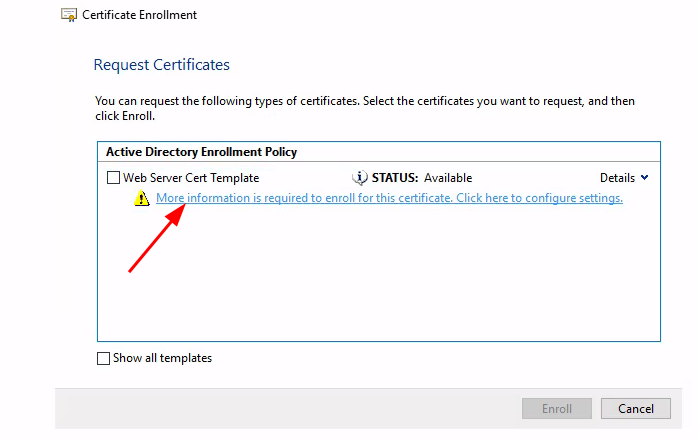 Certificate Enrollment
Request Certificates
You can request the following types of certificates. Select the certificates you want to request, and then
click Enroll.
Active Directory Enrollment Policy
Web Server Cert Template STATUS: Available Details
More information is required to enroll for this certificate. Click here to configure settings.
Show all templates
Enroll Cancel